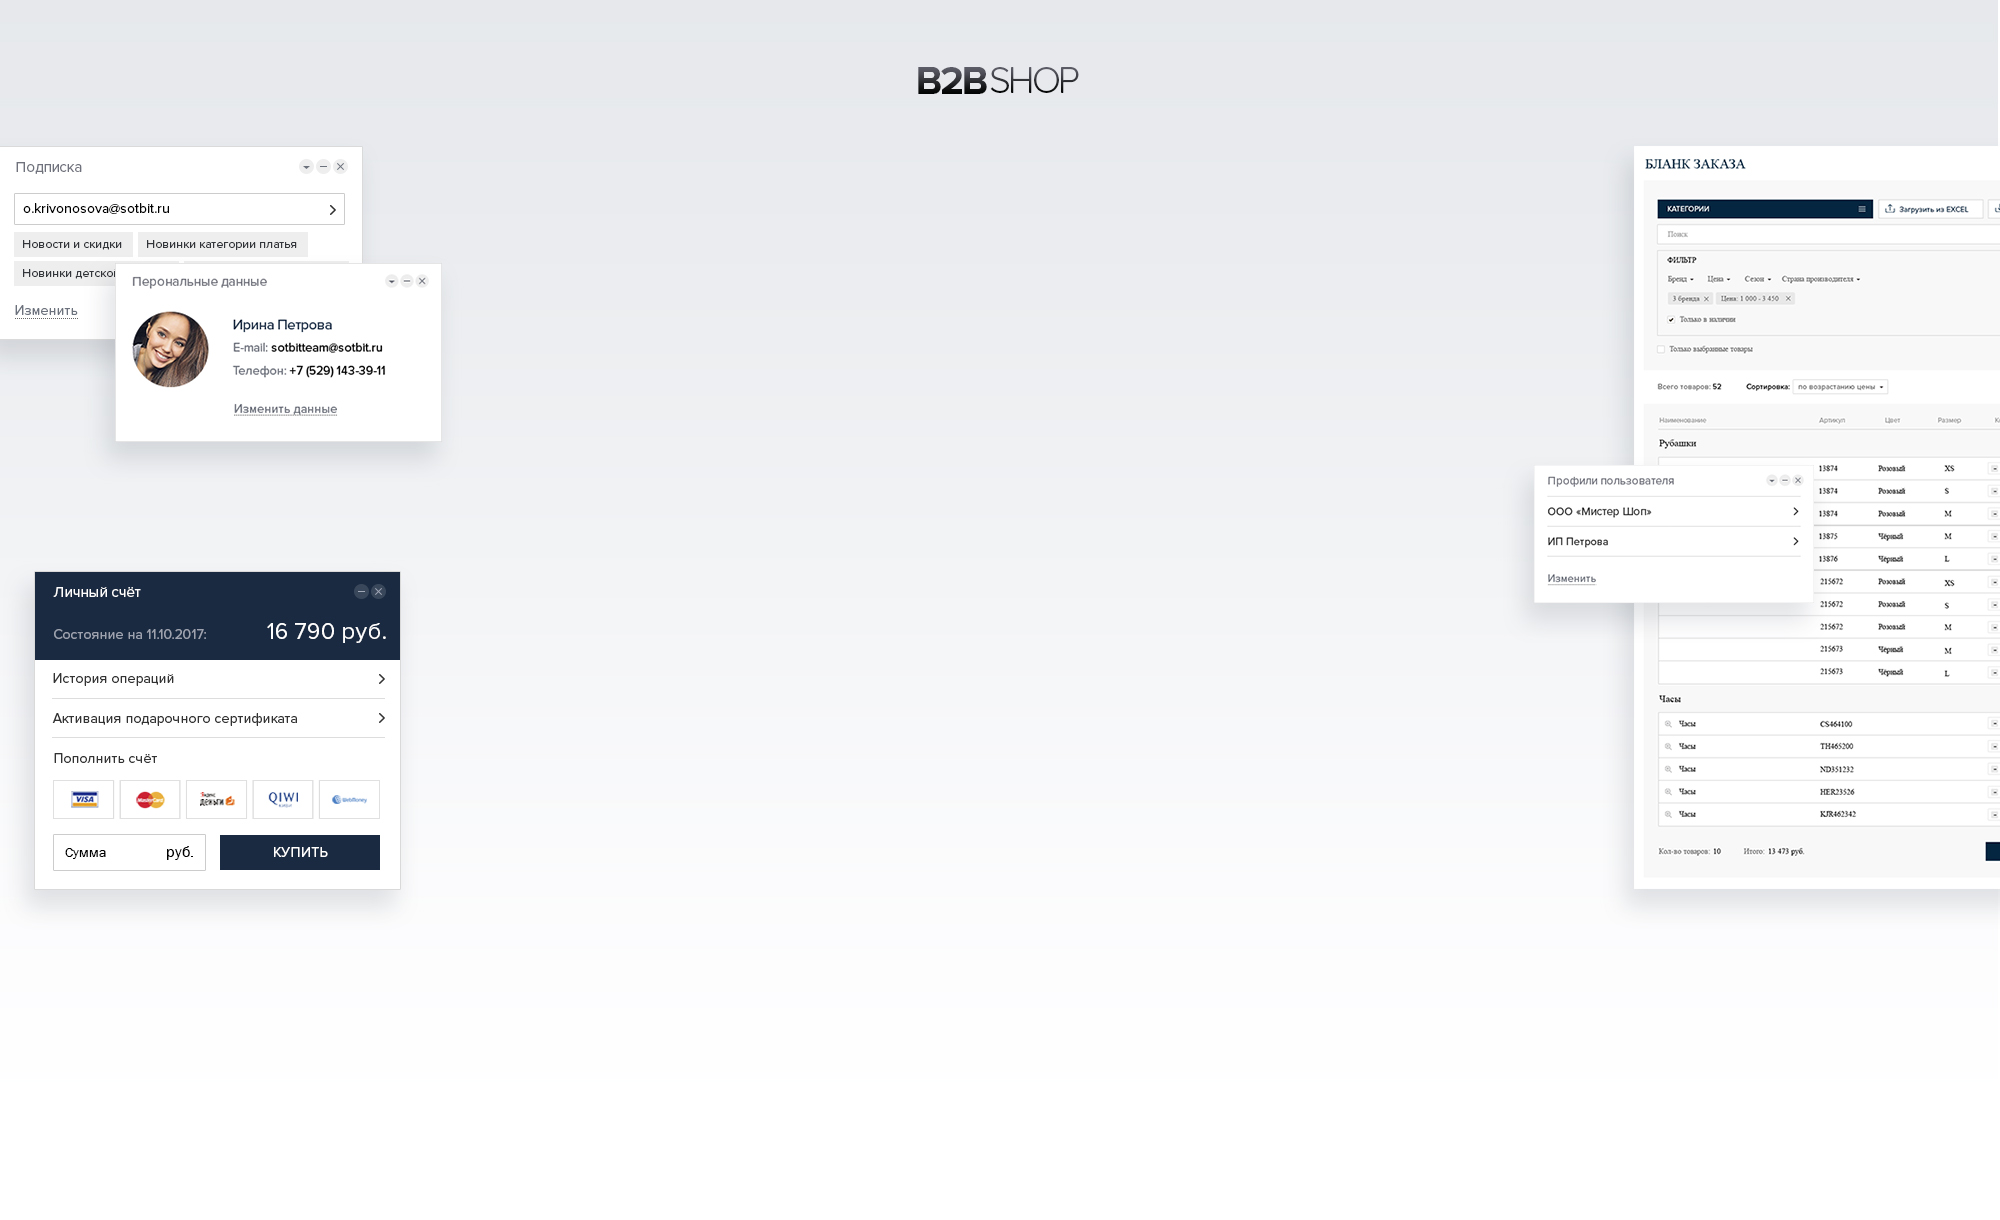 B2B SHOP
Подписка
o.krivonosova@sotbit.ru
Новости и скидки
Новинки категории платья
Новинки детско
Изменить
Перональные данные
Ирина Петрова
E-mail: sotbitteam@sotbit.ru
Телефон: +7 (529) 143-39-11
Изменить данные
Личный счёт
Состояние на 11.10.2017: 16 790 руб.
История операций
Активация подарочного сертификата
Пополнить счёт
VISA MasterCard Яндекс деньги QIWI WebMoney
Сумма руб. КУПИТЬ
БЛАНК ЗАКАЗА
КАТЕГОРИИ Загрузить из EXCEL
Поиск
ФИЛЬТР
Бренд Цена Сезон Страна производителя
3 бренда Цена: 1 000 - 3 450
Только в наличии
Только выбранные товары
Всего товаров: 52 Сортировка: по возрастанию цены
Наименование Артикул Цвет Размер
Рубашки
13874 Розовый XS
13874 Розовый S
13874 Розовый M
13875 Чёрный M
13876 Чёрный L
215672 Розовый XS
215672 Розовый S
215672 Розовый M
215673 Чёрный M
215673 Чёрный L
Профили пользователя
ООО «Мистер Шоп»
ИП Петрова
Изменить
Часы
Часы CS464100
Часы TH465200
Часы ND351232
Часы HER23526
Часы KJR462342
Кол-во товаров: 10 Итого: 13 473 руб.